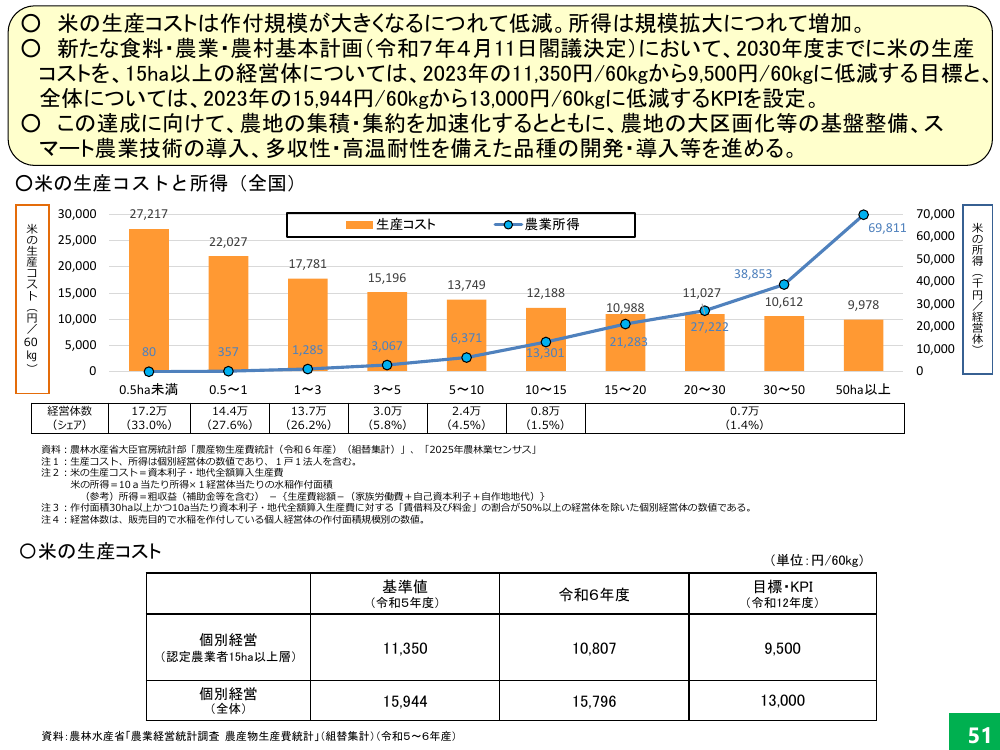 〇　米の生産コストは作付規模が大きくなるにつれて低減。所得は規模拡大につれて増加。
〇　新たな食料・農業・農村基本計画（令和７年４月11日閣議決定）において、2030年度までに米の生産
コストを、15ha以上の経営体については、2023年の11,350円/60kgから9,500円/60kgに低減する目標と、
全体については、2023年の15,944円/60kgから13,000円/60kgに低減するKPIを設定。
〇　この達成に向けて、農地の集積・集約を加速化するとともに、農地の大区画化等の基盤整備、ス
マート農業技術の導入、多収性・高温耐性を備えた品種の開発・導入等を進める。
〇米の生産コストと所得（全国）
米の生産コスト（円／60kg）
30,000
25,000
20,000
15,000
10,000
5,000
0
生産コスト
農業所得
27,217
22,027
17,781
15,196
13,749
12,188
10,988
11,027
10,612
9,978
80
357
1,285
3,067
6,371
13,301
21,283
27,222
38,853
69,811
70,000
60,000
50,000
40,000
30,000
20,000
10,000
0
米の所得（千円／経営体）
0.5ha未満　0.5～1　1～3　3～5　5～10　10～15　15～20　20～30　30～50　50ha以上
経営体数　17.2万　14.4万　13.7万　3.0万　2.4万　0.8万　0.7万
（シェア）　（33.0%）　（27.6%）　（26.2%）　（5.8%）　（4.5%）　（1.5%）　（1.4%）
資料：農林水産省大臣官房統計部「農産物生産費統計（令和６年産）（組替集計）」、「2025年農林業センサス」
注１：生産コスト、所得は個別経営体の数値であり、１戸１法人を含む。
注２：米の生産コスト＝資本利子・地代全額算入生産費
米の所得＝10a当たり所得×１経営体当たりの水稲作付面積
（参考）所得＝粗収益（補助金等を含む）－｛生産費総額－（家族労働費＋自己資本利子＋自作地地代）｝
注３：作付面積30ha以上かつ10a当たり資本利子・地代全額算入生産費に対する「賃借料及び料金」の割合が50%以上の経営体を除いた個別経営体の数値である。
注４：経営体数は、販売目的で水稲を作付している個人経営体の作付面積規模別の数値。
〇米の生産コスト
（単位：円/60kg）
基準値　令和６年度　目標・KPI
（令和５年度）　（令和12年度）
個別経営
（認定農業者15ha以上層）
11,350　10,807　9,500
個別経営
（全体）
15,944　15,796　13,000
資料：農林水産省「農業経営統計調査 農産物生産費統計」（組替集計）（令和５～６年産）
51